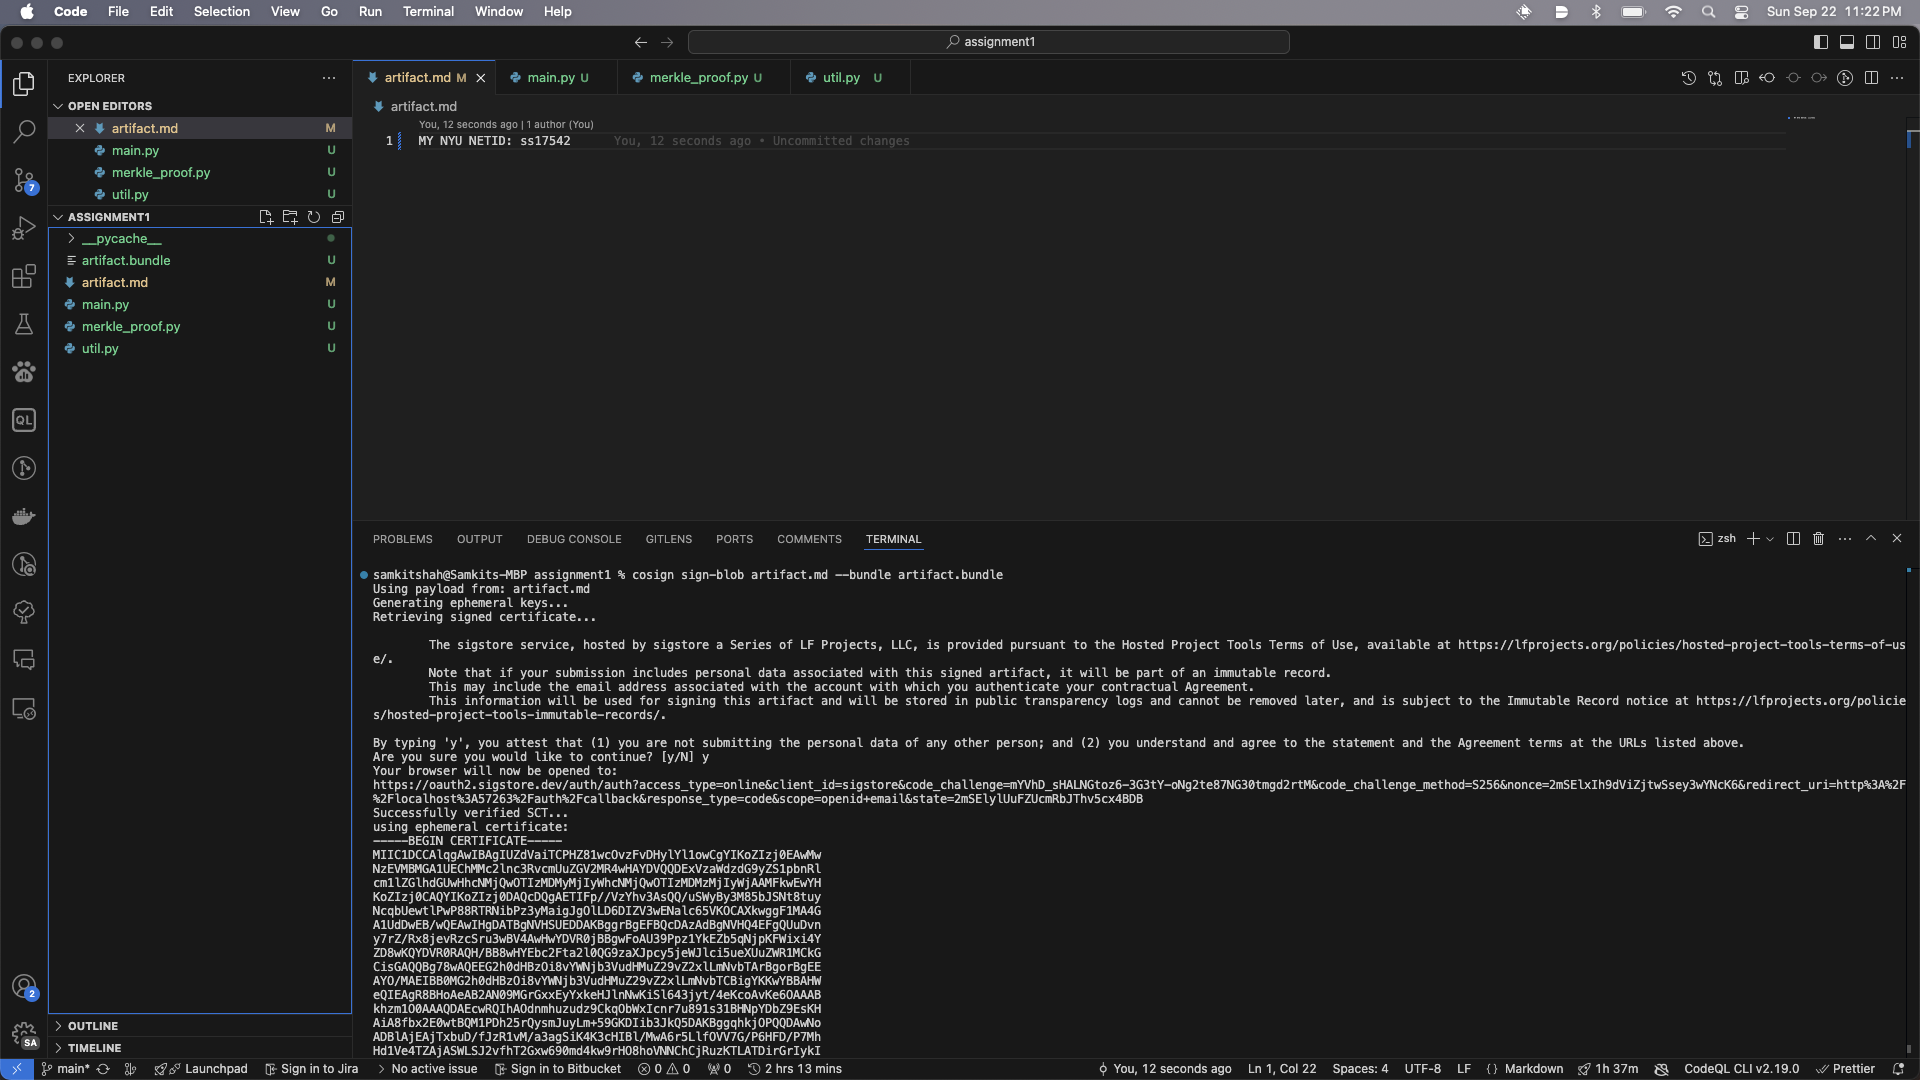 Code File Edit Selection View Go Run Terminal Window Help Sun Sep 22 11:22 PM
assignment1
EXPLORER
OPEN EDITORS
artifact.md M
main.py U
merkle_proof.py U
util.py U
ASSIGNMENT1
__pycache__
artifact.bundle U
artifact.md M
main.py U
merkle_proof.py U
util.py U
OUTLINE
TIMELINE
7
QL
2
SA
artifact.md M main.py U merkle_proof.py U util.py U
artifact.md
You, 12 seconds ago | 1 author (You)
1 MY NYU NETID: ss17542 You, 12 seconds ago • Uncommitted changes
PROBLEMS OUTPUT DEBUG CONSOLE GITLENS PORTS COMMENTS TERMINAL zsh
samkitshah@Samkits-MBP assignment1 % cosign sign-blob artifact.md --bundle artifact.bundle
Using payload from: artifact.md
Generating ephemeral keys...
Retrieving signed certificate...
The sigstore service, hosted by sigstore a Series of LF Projects, LLC, is provided pursuant to the Hosted Project Tools Terms of Use, available at https://lfprojects.org/policies/hosted-project-tools-terms-of-us
e/.
Note that if your submission includes personal data associated with this signed artifact, it will be part of an immutable record.
This may include the email address associated with the account with which you authenticate your contractual Agreement.
This information will be used for signing this artifact and will be stored in public transparency logs and cannot be removed later, and is subject to the Immutable Record notice at https://lfprojects.org/policie
s/hosted-project-tools-immutable-records/.
By typing 'y', you attest that (1) you are not submitting the personal data of any other person; and (2) you understand and agree to the statement and the Agreement terms at the URLs listed above.
Are you sure you would like to continue? [y/N] y
Your browser will now be opened to:
https://oauth2.sigstore.dev/auth/auth?access_type=online&client_id=sigstore&code_challenge=mYVhD_sHALNGtoz6-3G3tY-oNg2te87NG30tmgd2rtM&code_challenge_method=S256&nonce=2mSElxIh9dViZjtwSsey3wYNcK6&redirect_uri=http%3A%2F
%2Flocalhost%3A57263%2Fauth%2Fcallback&response_type=code&scope=openid+email&state=2mSElylUuFZUcmRbJThv5cx4BDB
Successfully verified SCT...
using ephemeral certificate:
-----BEGIN CERTIFICATE-----
MIIC1DCCAlqgAwIBAgIUZdVaiTCPHZ81wcOvzFvDHylYl1owCgYIKoZIzj0EAwMw
NzEVMBMGA1UEChMMc2lnc3RvcmUuZGV2MR4wHAYDVQQDExVzaWdzdG9yZS1pbnRl
cm1lZGlhdGUwHhcNMjQwOTIzMDMyMjIyWhcNMjQwOTIzMDMzMjIyWjAAMFkwEwYH
KoZIzj0CAQYIKoZIzj0DAQcDQgAETIFp//VzYhv3AsQQ/uSWyBy3M85bJSNt8tuy
NcqbUewtlPwP88RTRNibPz3yMaigJgOlLD6DIZV3wENalc65VKOCAXkwggF1MA4G
A1UdDwEB/wQEAwIHgDATBgNVHSUEDDAKBggrBgEFBQcDAzAdBgNVHQ4EFgQUuDvn
y7rZ/Rx8jevRzcSru3wBV4AwHwYDVR0jBBgwFoAU39Ppz1YkEZb5qNjpKFWixi4Y
ZD8wKQYDVR0RAQH/BB8wHYEbc2Fta2l0QG9zaXJpcy5jeWJlci5ueXUuZWR1MCkG
CisGAQQBg78wAQEEG2h0dHBzOi8vYWNjb3VudHMuZ29vZ2xlLmNvbTArBgorBgEE
AYO/MAEIBB0MG2h0dHBzOi8vYWNjb3VudHMuZ29vZ2xlLmNvbTCBigYKKwYBBAHW
eQIEAgR8BHoAeAB2AN09MGrGxxEyYxkeHJlnNwKiSl643jyt/4eKcoAvKe6OAAAB
khzm1O0AAAQDAEcwRQIhAOdnmhuzudz9CkqObWxIcnr7u891s31BHNpYDbZ9EsKH
AiA8fbx2E0wtBQM1PDh25rQysmJuyLm+59GKDIib3JkQ5DAKBggqhkjOPQQDAwNo
ADBlAjEAjTxbuD/fJzR1vM/a3agSiK4K3cHIBl/MwA6r5LlfOVV7G/P6HFD/P7Mh
Hd1Ve4TZAjASWLSJ2vfhT2Gxw690md4kw9rHO8hoVNNChCjRuzKTLATDirGrIykI
main* Launchpad Sign in to Jira No active issue Sign in to Bitbucket 0 0 0 2 hrs 13 mins You, 12 seconds ago Ln 1, Col 22 Spaces: 4 UTF-8 LF Markdown 1h 37m CodeQL CLI v2.19.0 Prettier